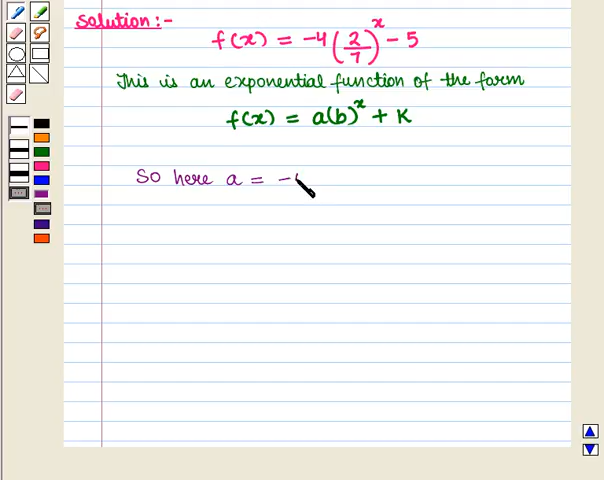 Solution:-
f(x) = -4(2/7)^x - 5
This is an exponential function of the form
f(x) = a(b)^x + K
So here a = -